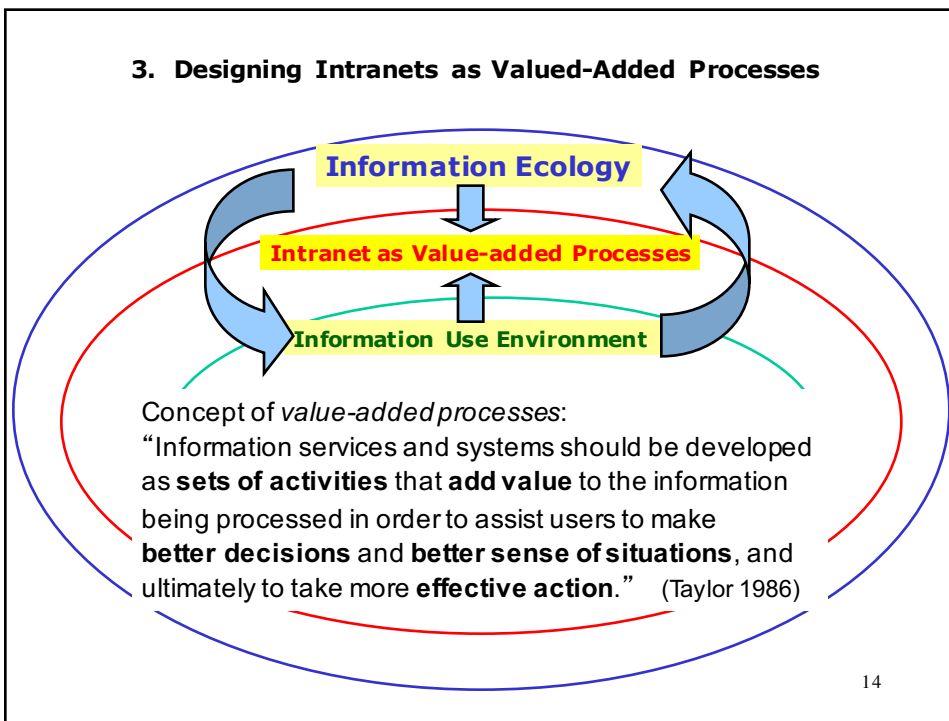 3. Designing Intranets as Valued-Added Processes
Information Ecology
Intranet as Value-added Processes
Information Use Environment
Concept of value-added processes:
“Information services and systems should be developed
as sets of activities that add value to the information
being processed in order to assist users to make
better decisions and better sense of situations, and
ultimately to take more effective action.” (Taylor 1986)
14